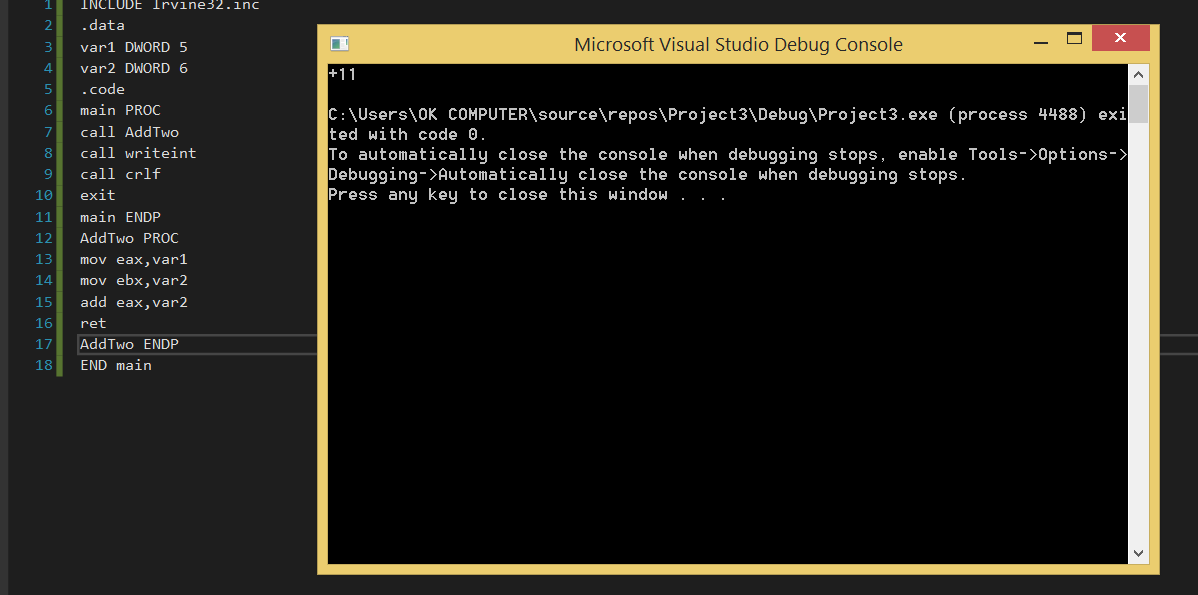 1 INCLUDE Irvine32.inc
2 .data
3 var1 DWORD 5
4 var2 DWORD 6
5 .code
6 main PROC
7 call AddTwo
8 call writeint
9 call crlf
10 exit
11 main ENDP
12 AddTwo PROC
13 mov eax,var1
14 mov ebx,var2
15 add eax,var2
16 ret
17 AddTwo ENDP
18 END main
Microsoft Visual Studio Debug Console
+11
C:\Users\OK COMPUTER\source\repos\Project3\Debug\Project3.exe (process 4488) exi
ted with code 0.
To automatically close the console when debugging stops, enable Tools->Options->
Debugging->Automatically close the console when debugging stops.
Press any key to close this window . . .